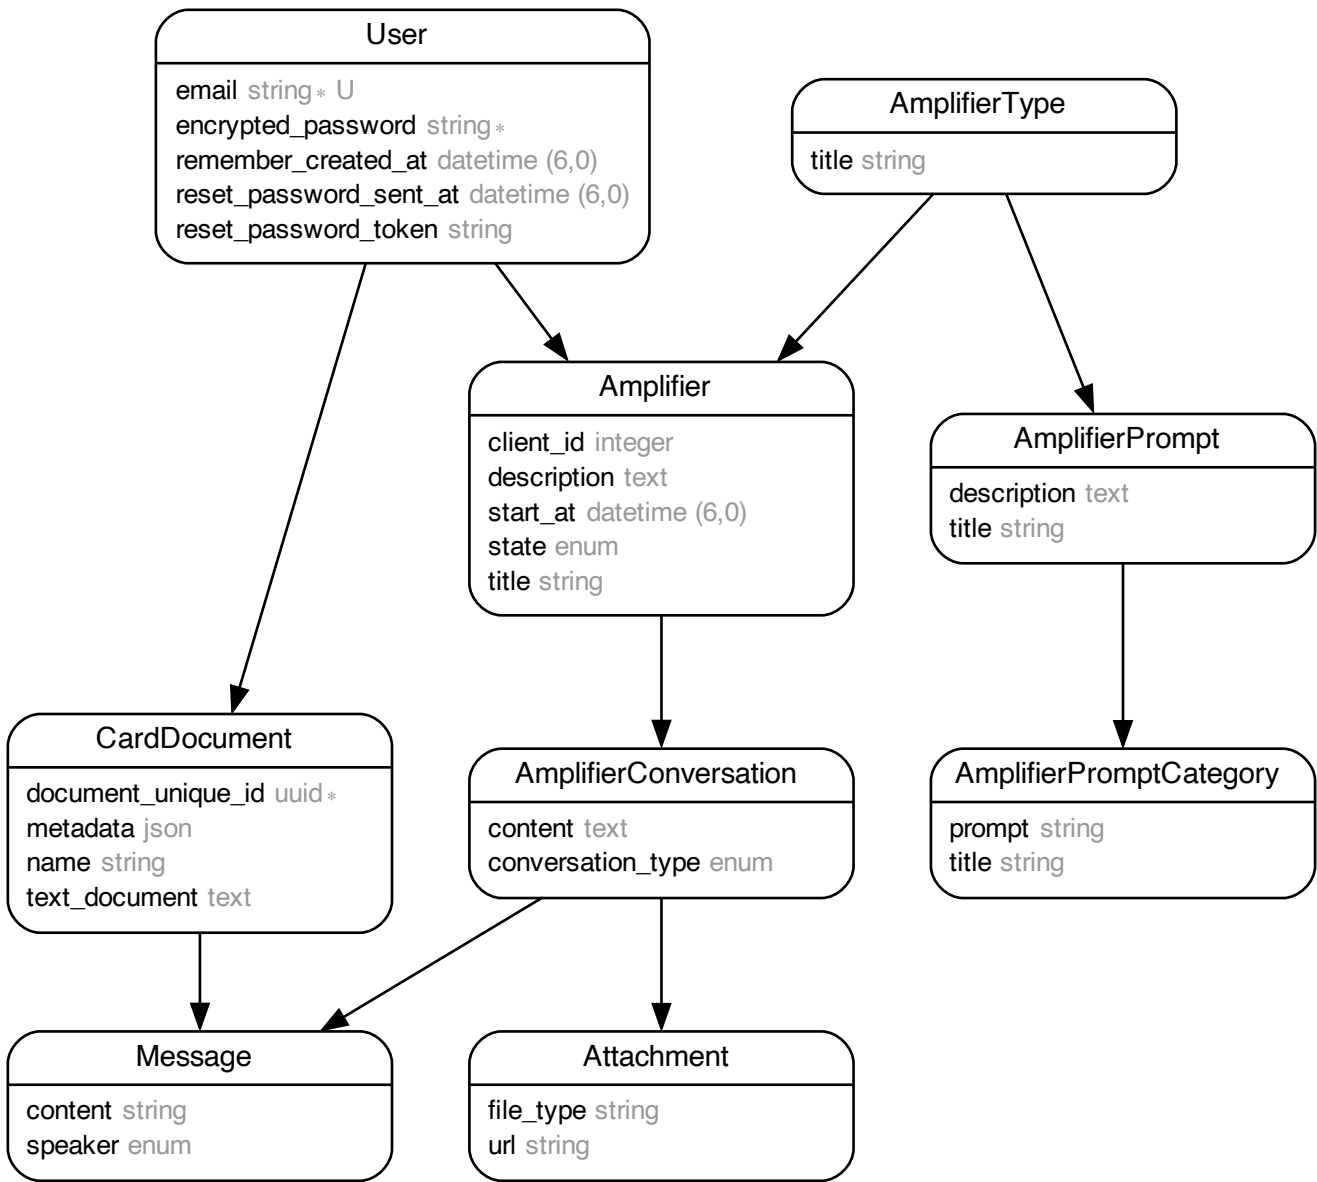 User
email string* U
encrypted_password string*
remember_created_at datetime (6,0)
reset_password_sent_at datetime (6,0)
reset_password_token string
AmplifierType
title string
Amplifier
client_id integer
description text
start_at datetime (6,0)
state enum
title string
AmplifierPrompt
description text
title string
CardDocument
document_unique_id uuid*
metadata json
name string
text_document text
AmplifierConversation
content text
conversation_type enum
AmplifierPromptCategory
prompt string
title string
Message
content string
speaker enum
Attachment
file_type string
url string